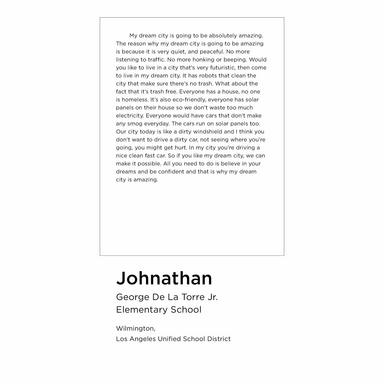 My dream city is going to be absolutely amazing.
The reason why my dream city is going to be amazing
is because it is very quiet, and peaceful. No more
listening to traffic. No more honking or beeping. Would
you like to live in a city that's very futuristic, then come
to live in my dream city. It has robots that clean the
city that make sure there's no trash. What about the
fact that it's trash free. Everyone has a house, no one
is homeless. It's also eco-friendly, everyone has solar
panels on their house so we don't waste too much
electricity. Everyone would have cars that don't make
any smog everyday. The cars run on solar panels too.
Our city today is like a dirty windshield and I think you
don't want to drive a dirty car, not seeing where you're
going, you might get hurt. In my city you're driving a
nice clean fast car. So if you like my dream city, we can
make it possible. All you need to do is believe in your
dreams and be confident and that is why my dream
city is amazing.
Johnathan
George De La Torre Jr.
Elementary School
Wilmington,
Los Angeles Unified School District